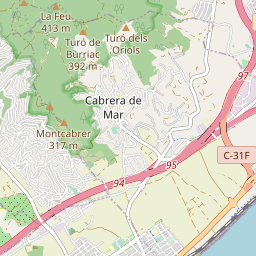 La Feu
413 m
Turó de
Burriac
392 m
Turó dels
Oriols
97
Cabrera de
Mar
Montcabrer
317 m
C-31F
95
94